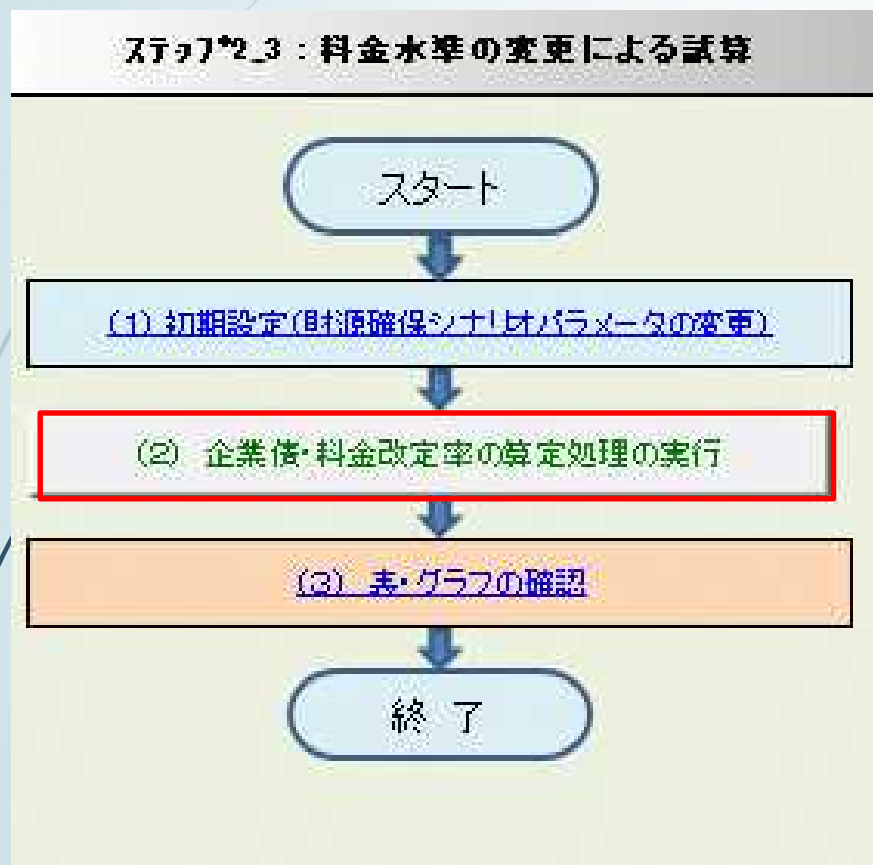 ステップ2_3：料金水準の変更による試算
スタート
(1) 初期設定(財源確保シナリオパラメータの変更)
(2) 企業債・料金改定率の算定処理の実行
(3) 表・グラフの確認
終 了